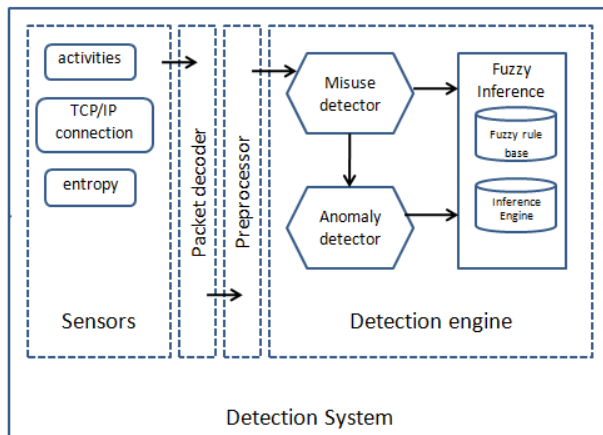 activities
TCP/IP
connection
entropy
Sensors
Packet decoder
Preprocessor
Misuse
detector
Anomaly
detector
Fuzzy
Inference
Fuzzy rule
base
Inference
Engine
Detection engine
Detection System